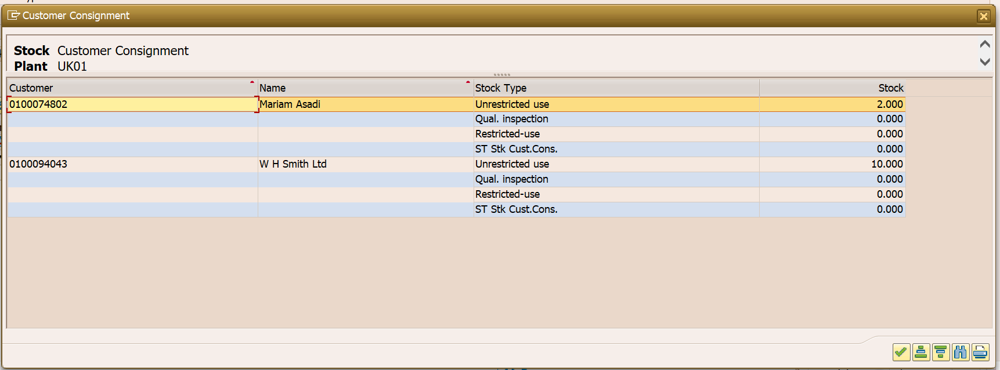 Customer Consignment
Stock Customer Consignment
Plant UK01
Customer Name Stock Type Stock
0100074802 Mariam Asadi Unrestricted use 2.000
Qual. inspection 0.000
Restricted-use 0.000
ST Stk Cust.Cons. 0.000
0100094043 W H Smith Ltd Unrestricted use 10.000
Qual. inspection 0.000
Restricted-use 0.000
ST Stk Cust.Cons. 0.000